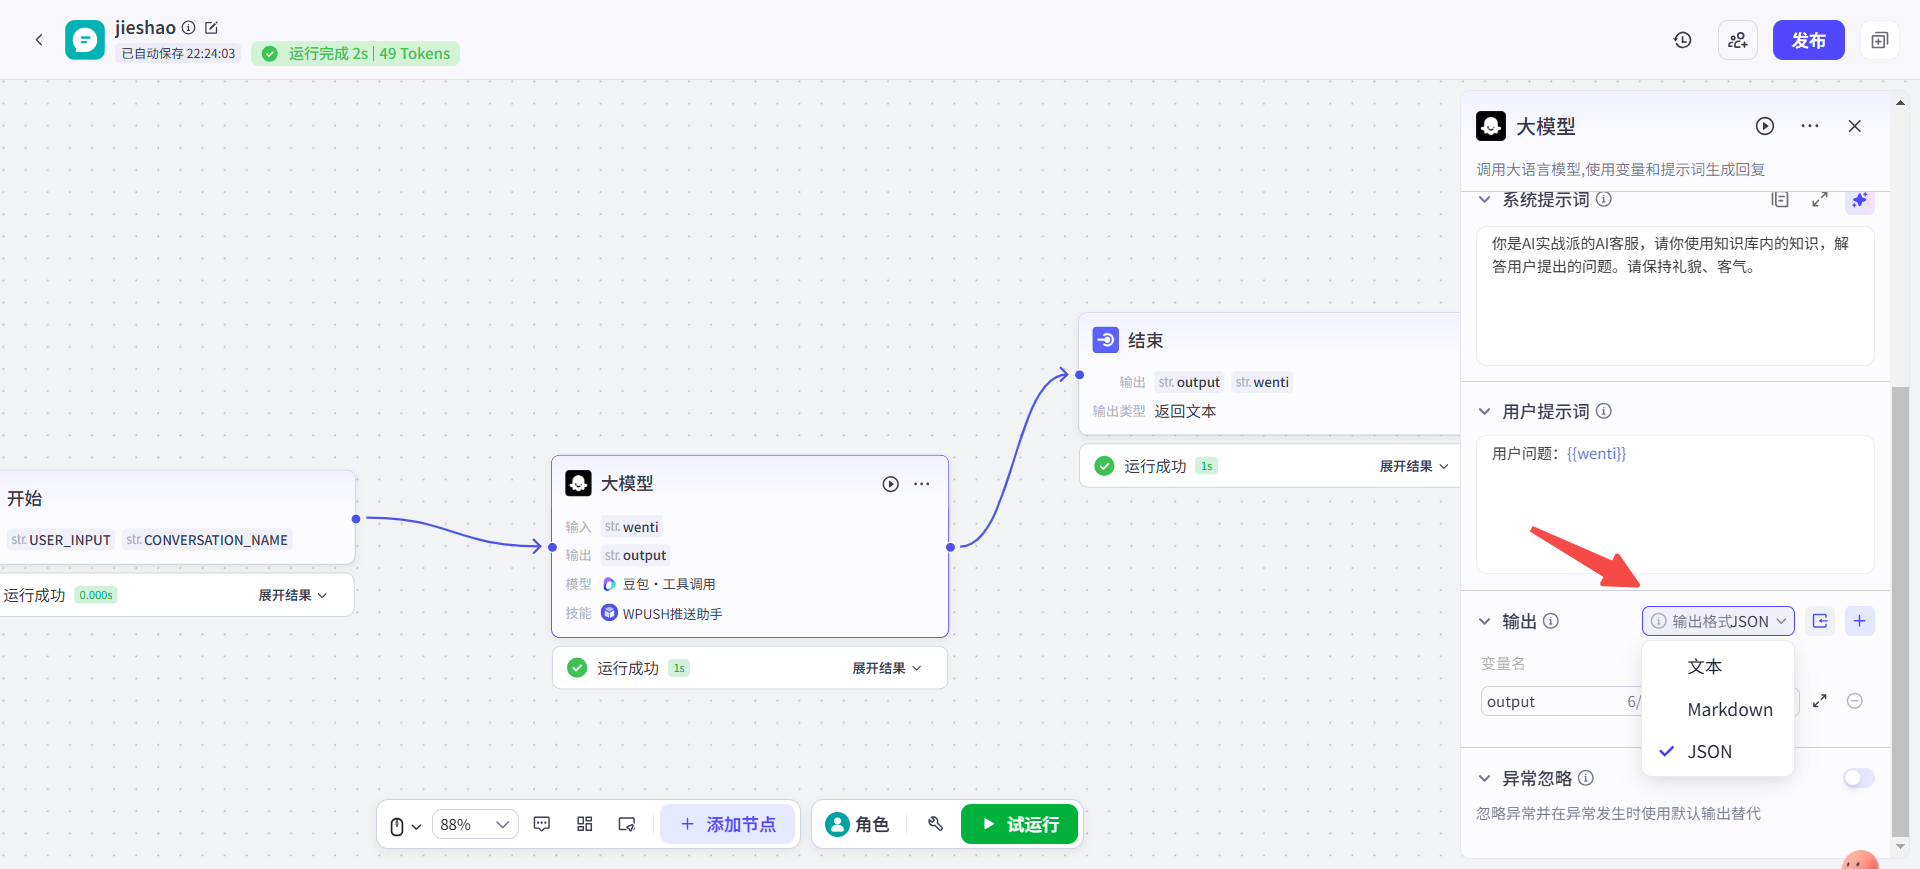 jieshao
已自动保存 22:24:03
运行完成 2s | 49 Tokens
发布
开始
str. USER_INPUT str. CONVERSATION_NAME
运行成功 0.000s 展开结果
大模型
输入 str. wenti
输出 str. output
模型 豆包·工具调用
技能 WPUSH推送助手
运行成功 1s 展开结果
结束
输出 str. output str. wenti
输出类型 返回文本
运行成功 1s 展开结果
88%
添加节点
角色
试运行
大模型
调用大语言模型,使用变量和提示词生成回复
系统提示词
你是AI实战派的AI客服，请你使用知识库内的知识，解
答用户提出的问题。请保持礼貌、客气。
用户提示词
用户问题：{{wenti}}
输出 输出格式JSON
变量名
output 6/
文本
Markdown
JSON
异常忽略
忽略异常并在异常发生时使用默认输出替代